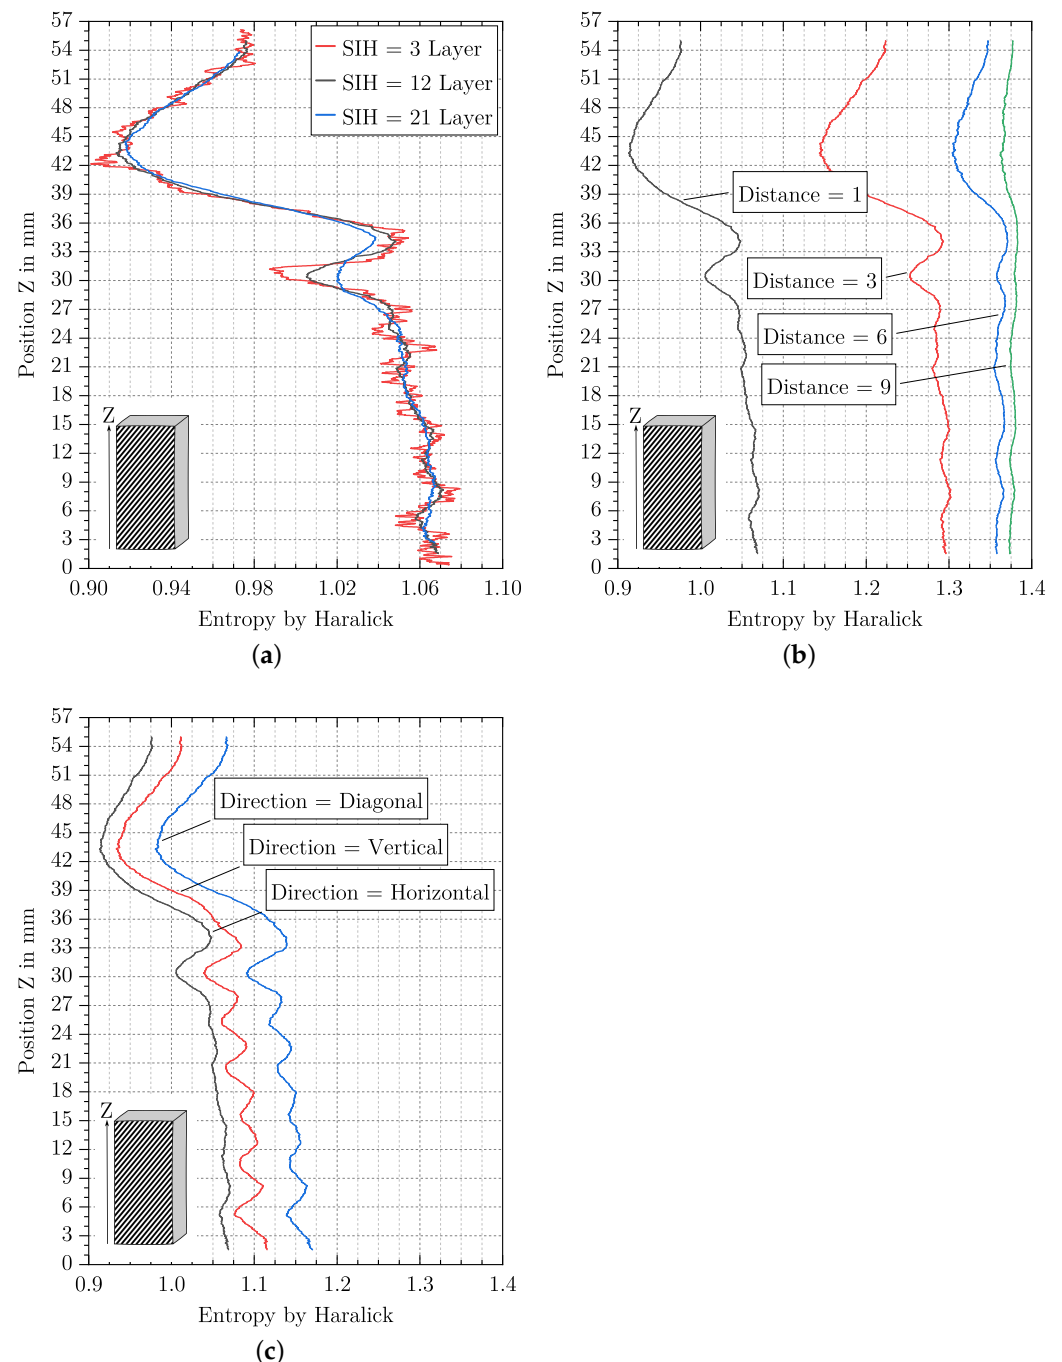 57
54
51
48
45
42
39
36
33
30
27
24
21
18
15
12
9
6
3
0
Position Z in mm
SIH = 3 Layer
SIH = 12 Layer
SIH = 21 Layer
Z
0.90 0.94 0.98 1.02 1.06 1.10
Entropy by Haralick
(a)
57
54
51
48
45
42
39
36
33
30
27
24
21
18
15
12
9
6
3
0
Position Z in mm
Distance = 1
Distance = 3
Distance = 6
Distance = 9
Z
0.9 1.0 1.1 1.2 1.3 1.4
Entropy by Haralick
(b)
57
54
51
48
45
42
39
36
33
30
27
24
21
18
15
12
9
6
3
0
Position Z in mm
Direction = Diagonal
Direction = Vertical
Direction = Horizontal
Z
0.9 1.0 1.1 1.2 1.3 1.4
Entropy by Haralick
(c)